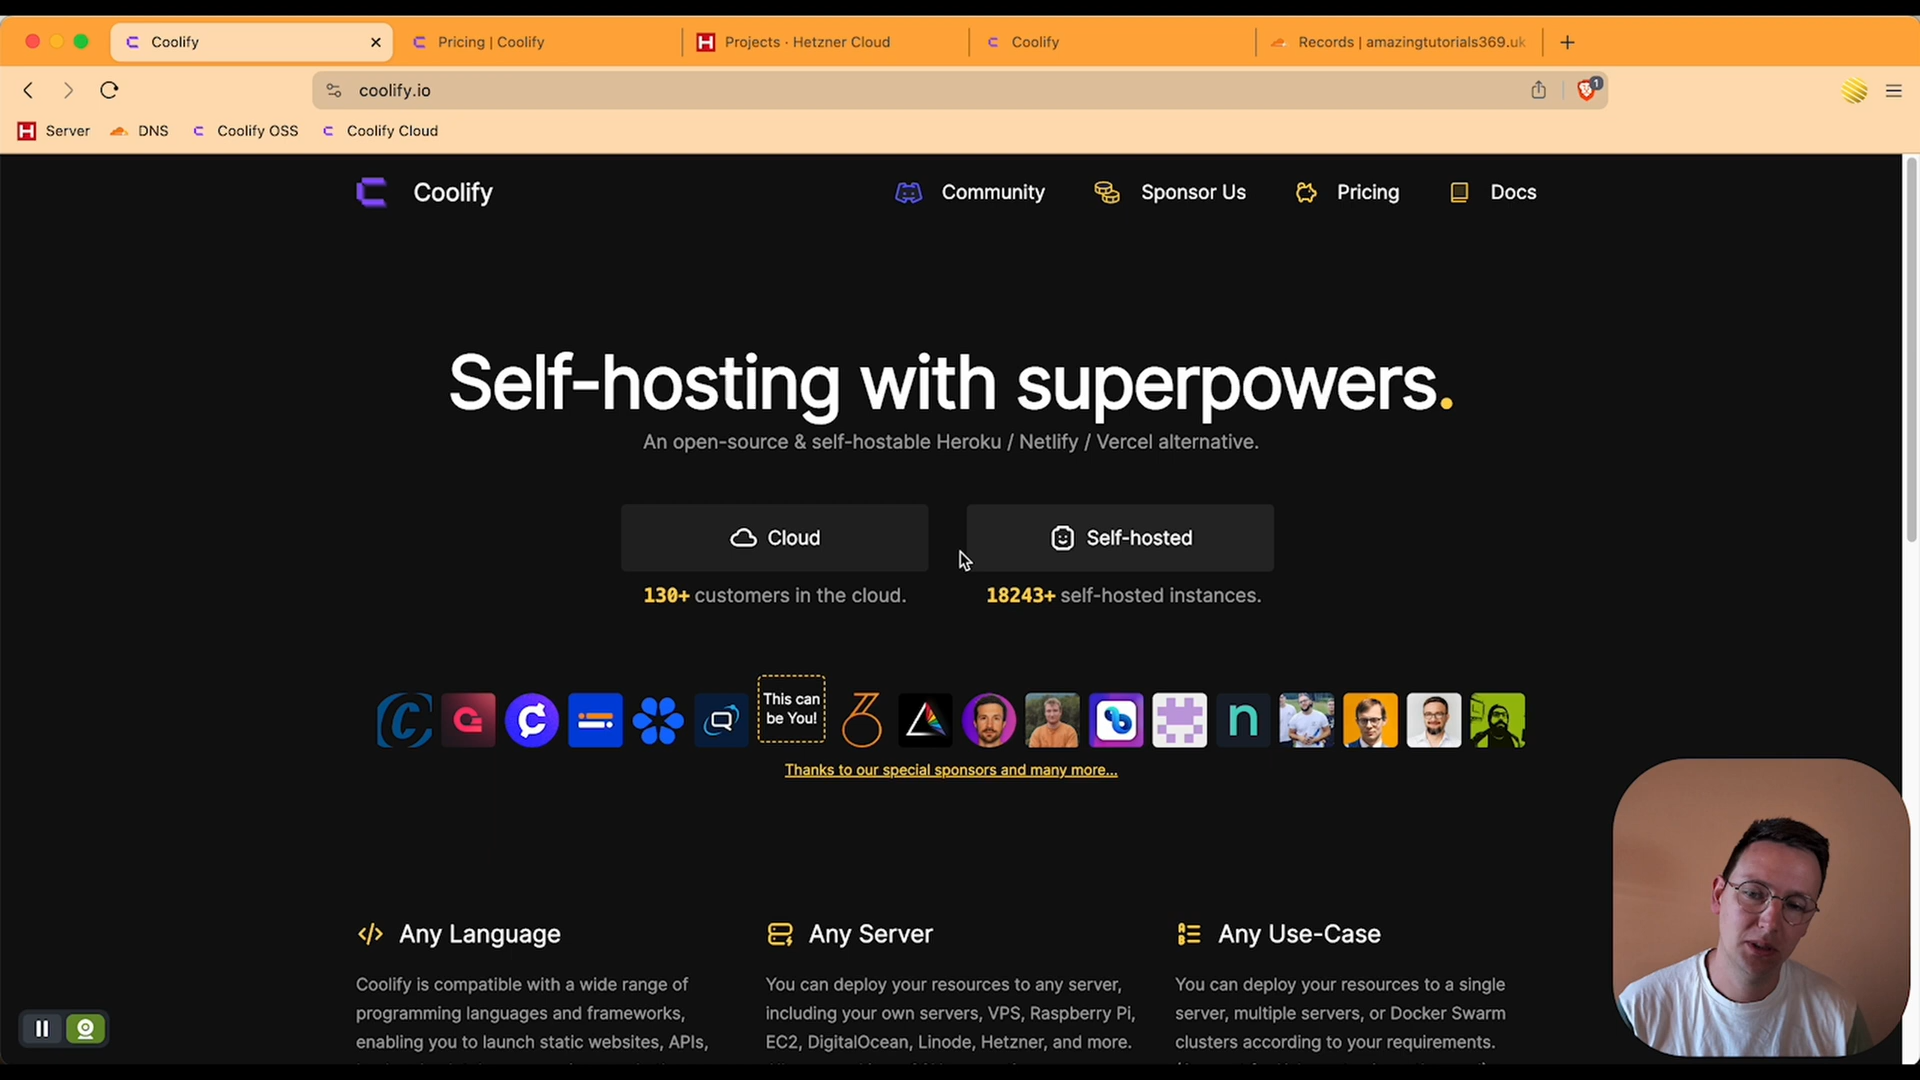 Coolify
Pricing | Coolify
Projects · Hetzner Cloud
Coolify
Records | amazingtutorials369.uk
coolify.io
1
Server
DNS
Coolify OSS
Coolify Cloud
Coolify
Community
Sponsor Us
Pricing
Docs
Self-hosting with superpowers.
An open-source & self-hostable Heroku / Netlify / Vercel alternative.
Cloud
Self-hosted
130+ customers in the cloud.
18243+ self-hosted instances.
This can
be You!
Thanks to our special sponsors and many more...
Any Language
Coolify is compatible with a wide range of
programming languages and frameworks,
enabling you to launch static websites, APIs,
Any Server
You can deploy your resources to any server,
including your own servers, VPS, Raspberry Pi,
EC2, DigitalOcean, Linode, Hetzner, and more.
Any Use-Case
You can deploy your resources to a single
server, multiple servers, or Docker Swarm
clusters according to your requirements.